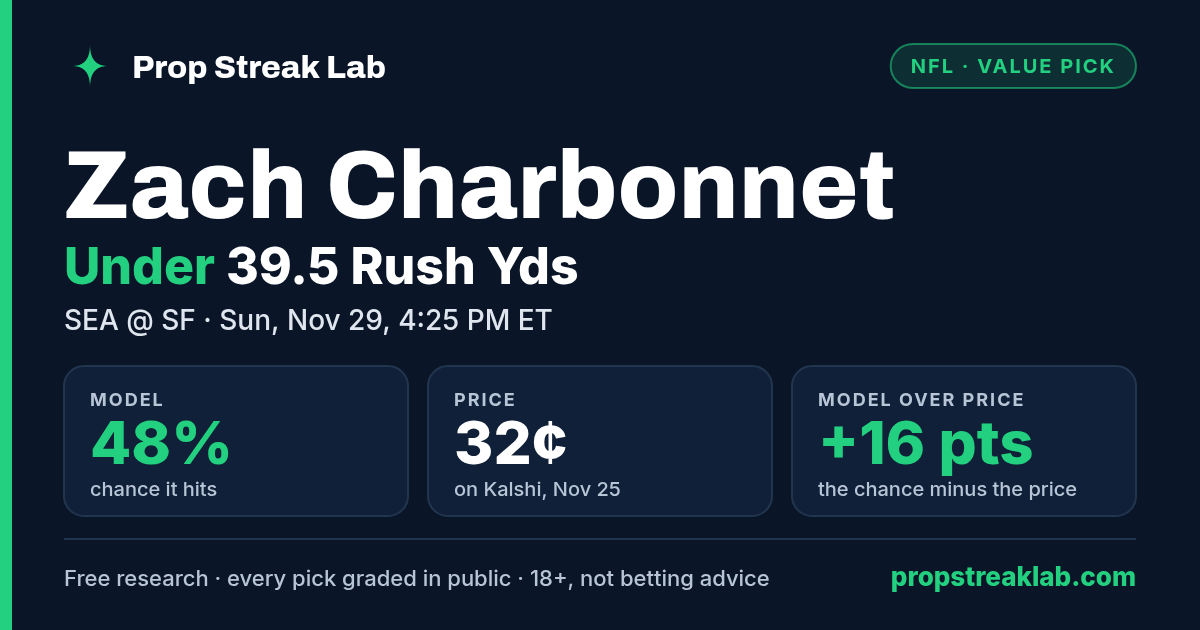 Prop Streak Lab
NFL · VALUE PICK
Zach Charbonnet
Under 39.5 Rush Yds
SEA @ SF · Sun, Nov 29, 4:25 PM ET
MODEL
48%
chance it hits
PRICE
32¢
on Kalshi, Nov 25
MODEL OVER PRICE
+16 pts
the chance minus the price
Free research · every pick graded in public · 18+, not betting advice
propstreaklab.com